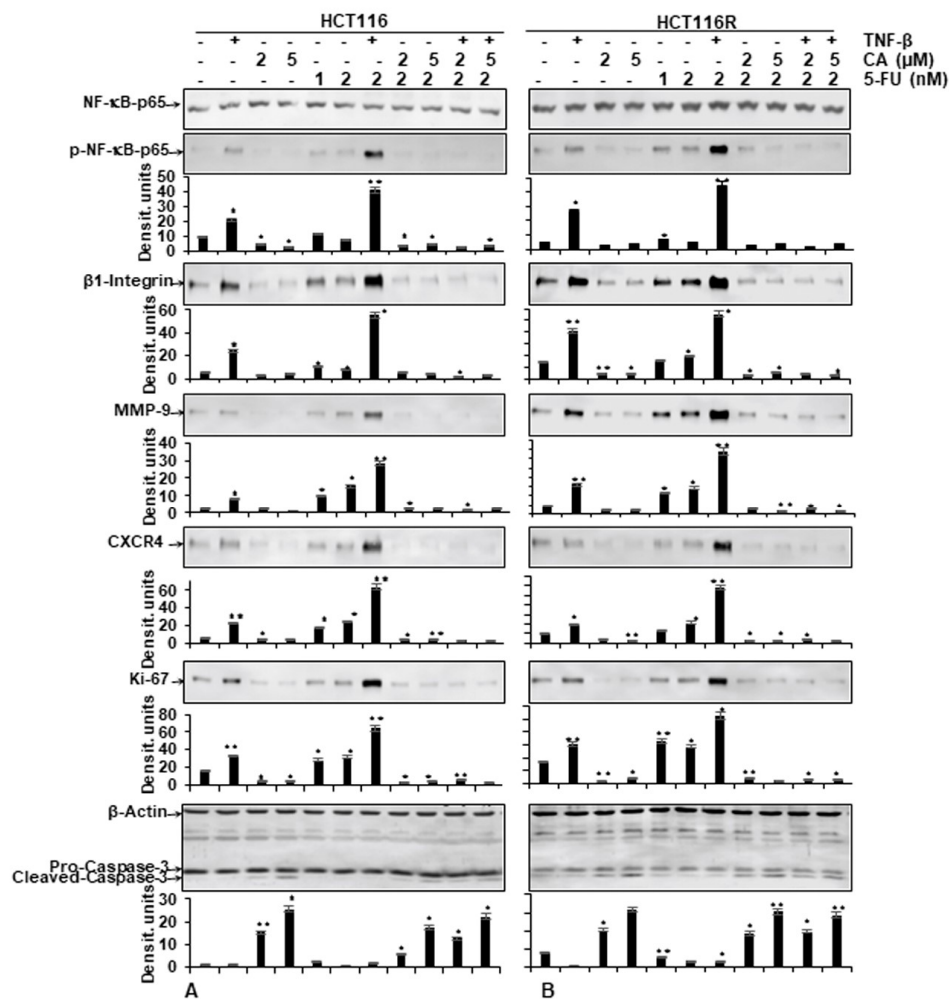 HCT116 HCT116R
- + - - - - + - - + + - + - - - - + - - + + TNF-β
- - 2 5 - - - 2 5 2 5 - - 2 5 - - - 2 5 2 5 CA (μM)
- - - - 1 2 2 2 2 2 2 - - - - 1 2 2 2 2 2 2 5-FU (nM)
NF-κB-p65
p-NF-κB-p65
Densit. units
50
40
30
20
10
0
* * * ** * * * * * **
β1-Integrin
Densit. units
60
40
20
0
* * * * * ** ** * * * * *
MMP-9
Densit. units
40
30
20
10
0
* * * ** * * ** * * ** ** * *
CXCR4
Densit. units
60
40
20
0
** * * * ** * ** * ** * ** * * *
Ki-67
Densit. units
80
60
40
20
0
** * * * * ** * * ** ** ** * ** * * ** * *
β-Actin
Pro-Caspase-3
Cleaved-Caspase-3
Densit. units
30
20
10
0
** * * * * * * ** * * ** * **
A B